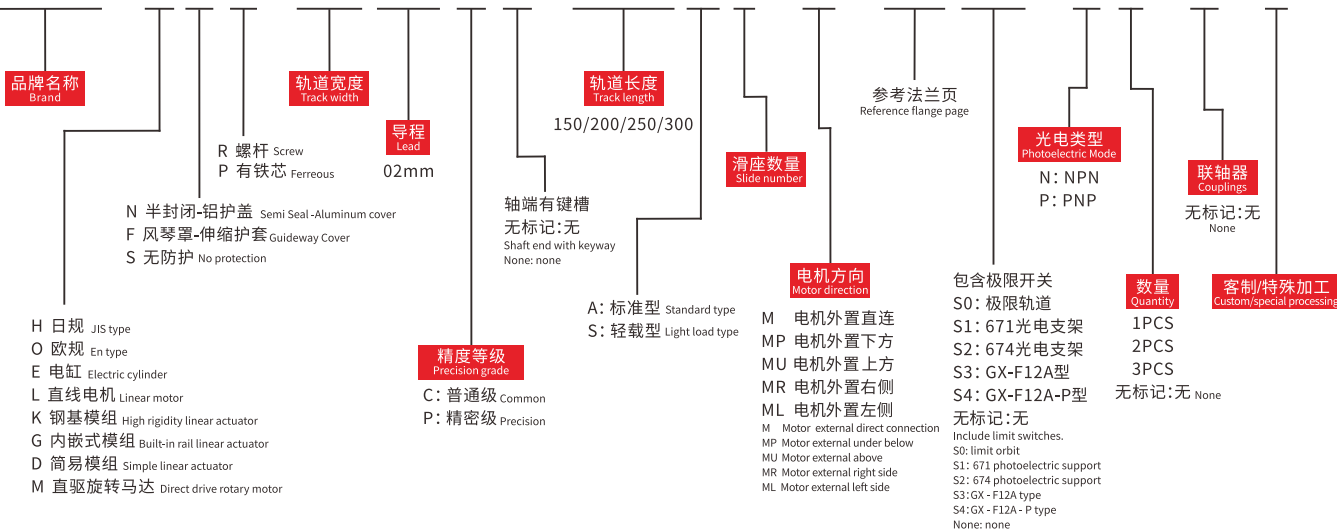 品牌名称
Brand
H 日规 JIS type
O 欧规 En type
E 电缸 Electric cylinder
L 直线电机 Linear motor
K 钢基模组 High rigidity linear actuator
G 内嵌式模组 Built-in rail linear actuator
D 简易模组 Simple linear actuator
M 直驱旋转马达 Direct drive rotary motor
N 半封闭-铝护盖 Semi Seal -Aluminum cover
F 风琴罩-伸缩护套 Guideway Cover
S 无防护 No protection
R 螺杆 Screw
P 有铁芯 Ferreous
轨道宽度
Track width
导程
Lead
02mm
精度等级
Precision grade
C: 普通级 Common
P: 精密级 Precision
轴端有键槽
无标记:无
Shaft end with keyway
None: none
轨道长度
Track length
150/200/250/300
A: 标准型 Standard type
S: 轻载型 Light load type
滑座数量
Slide number
电机方向
Motor direction
M 电机外置直连
MP 电机外置下方
MU 电机外置上方
MR 电机外置右侧
ML 电机外置左侧
M Motor external direct connection
MP Motor external under below
MU Motor external above
MR Motor external right side
ML Motor external left side
参考法兰页
Reference flange page
包含极限开关
S0: 极限轨道
S1: 671光电支架
S2: 674光电支架
S3: GX-F12A型
S4: GX-F12A-P型
无标记:无
Include limit switches.
S0: limit orbit
S1: 671 photoelectric support
S2: 674 photoelectric support
S3:GX - F12A type
S4:GX - F12A - P type
None: none
光电类型
Photoelectric Mode
N: NPN
P: PNP
数量
Quantity
1PCS
2PCS
3PCS
无标记:无 None
联轴器
Couplings
无标记:无
None
客制/特殊加工
Custom/special processing